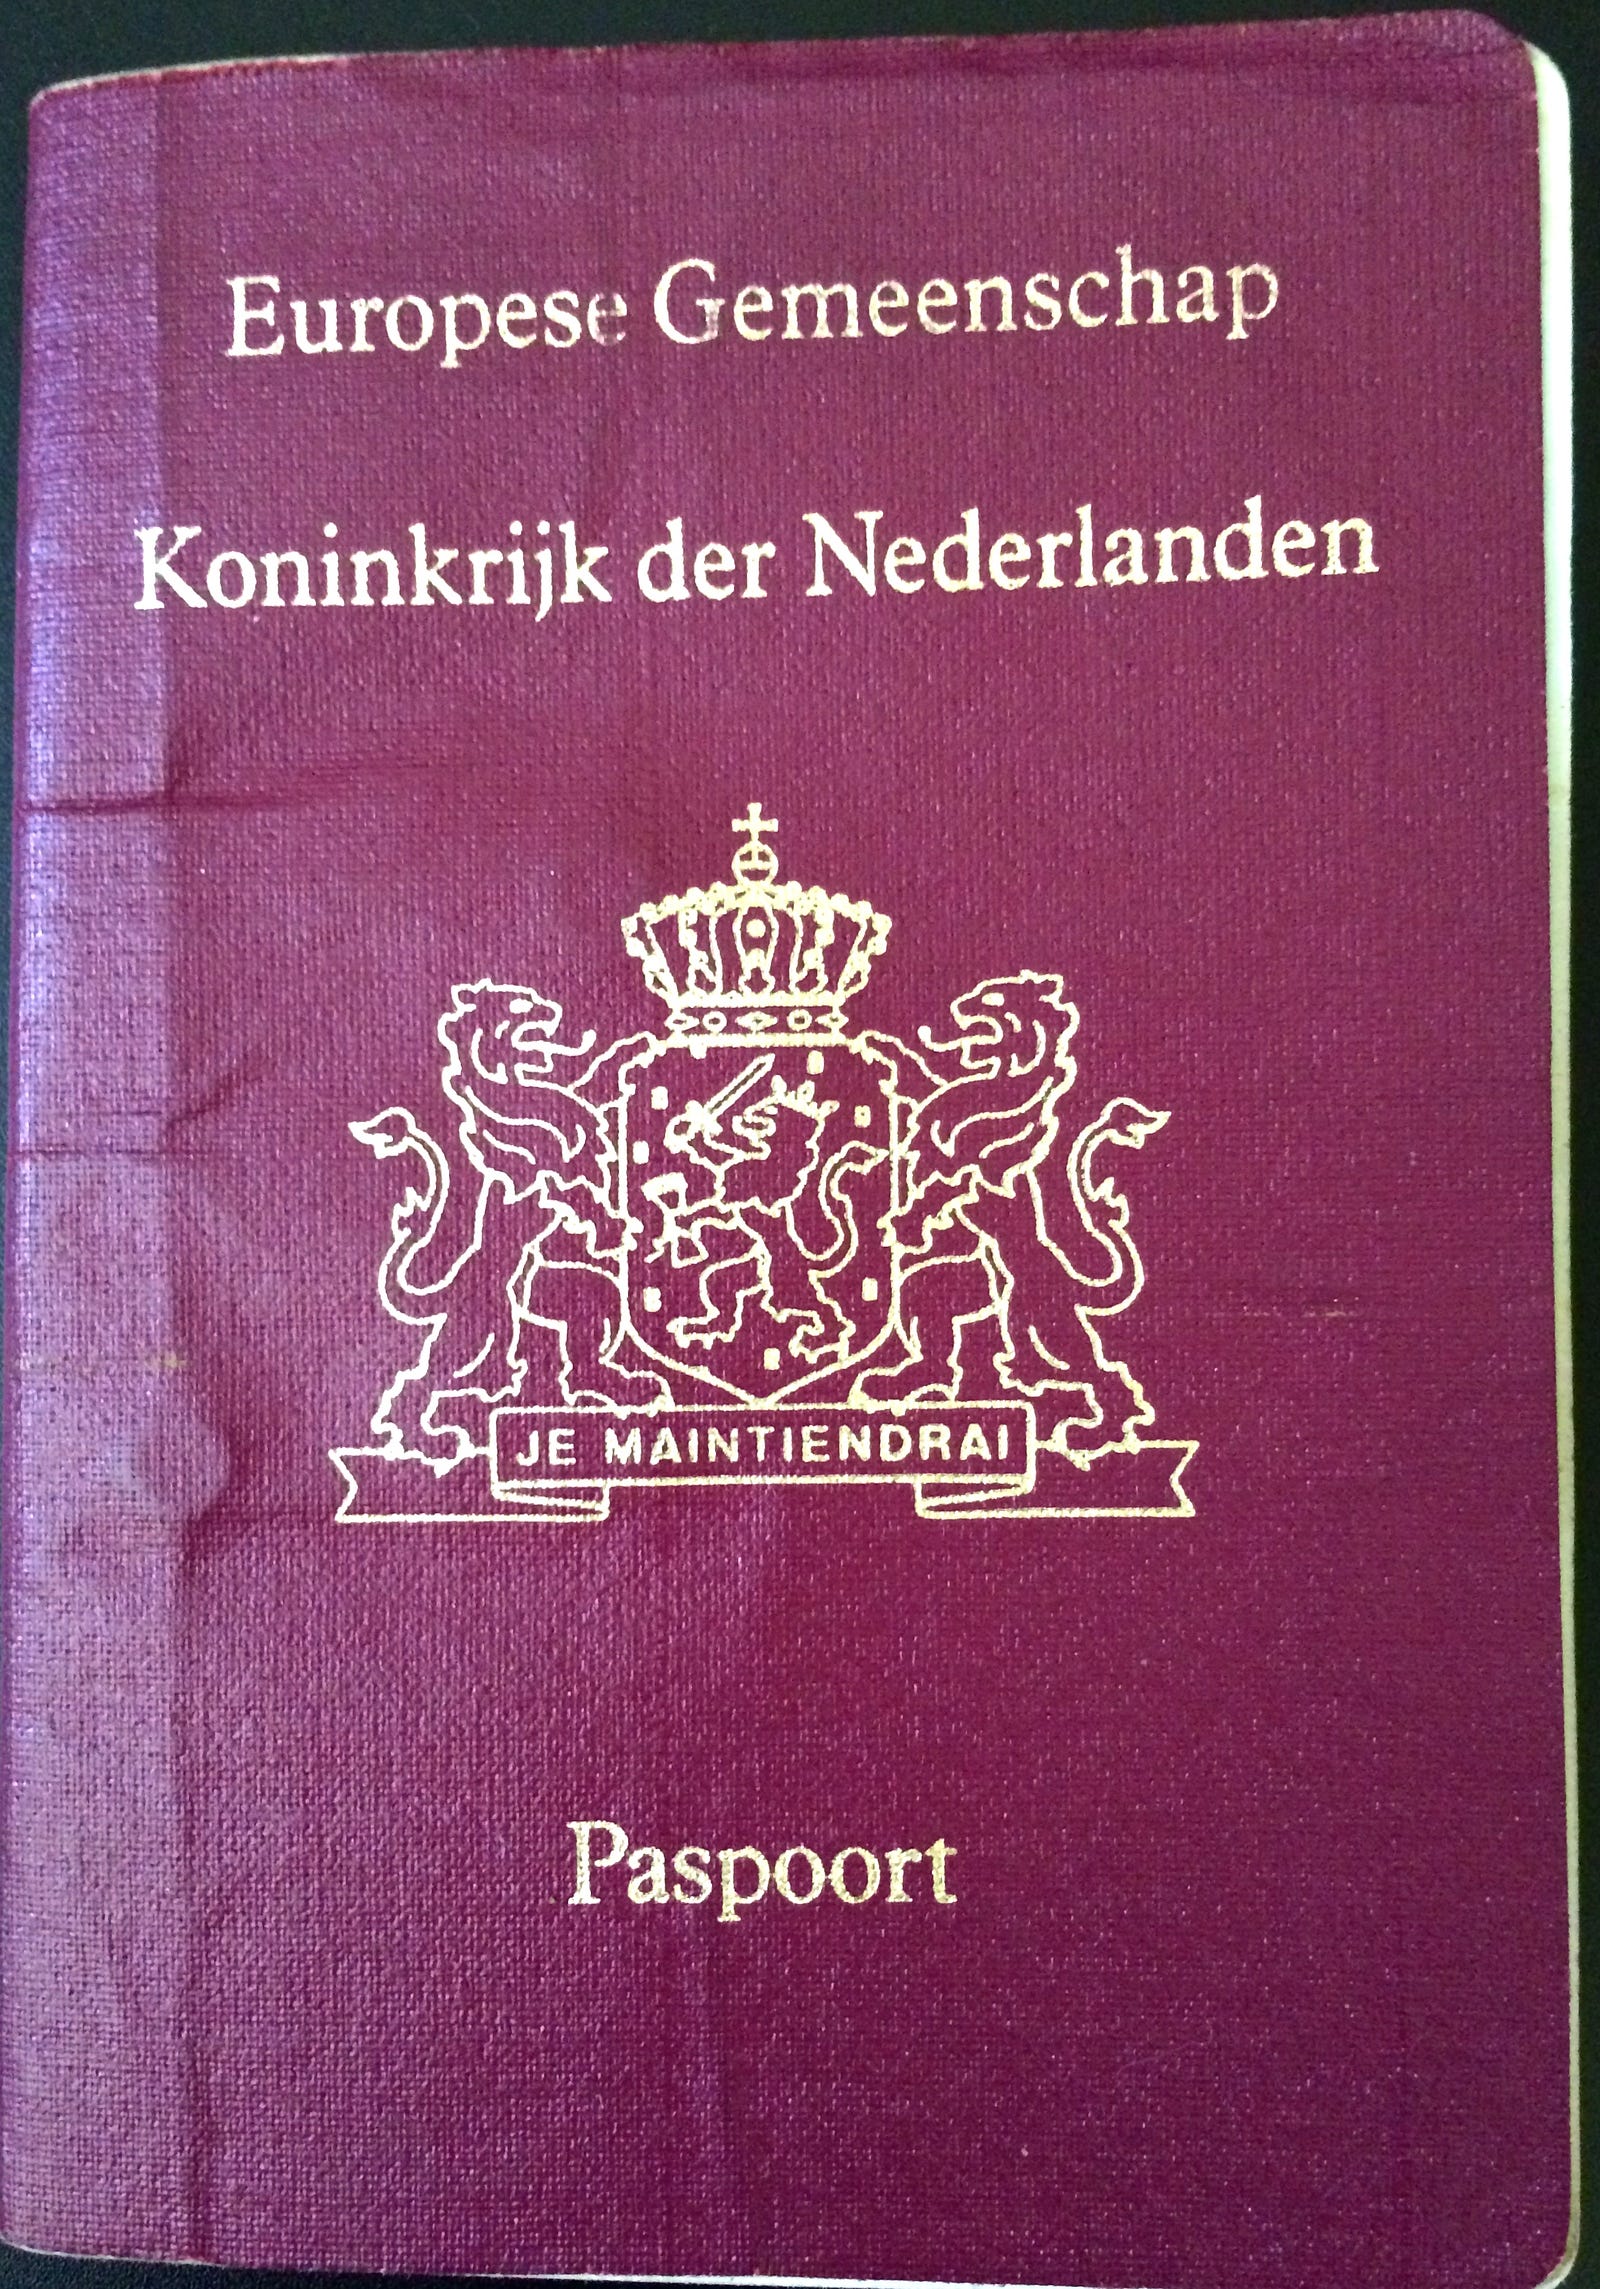 Europese Gemeenschap
Koninkrijk der Nederlanden
JE MAINTIENDRAI
Paspoort